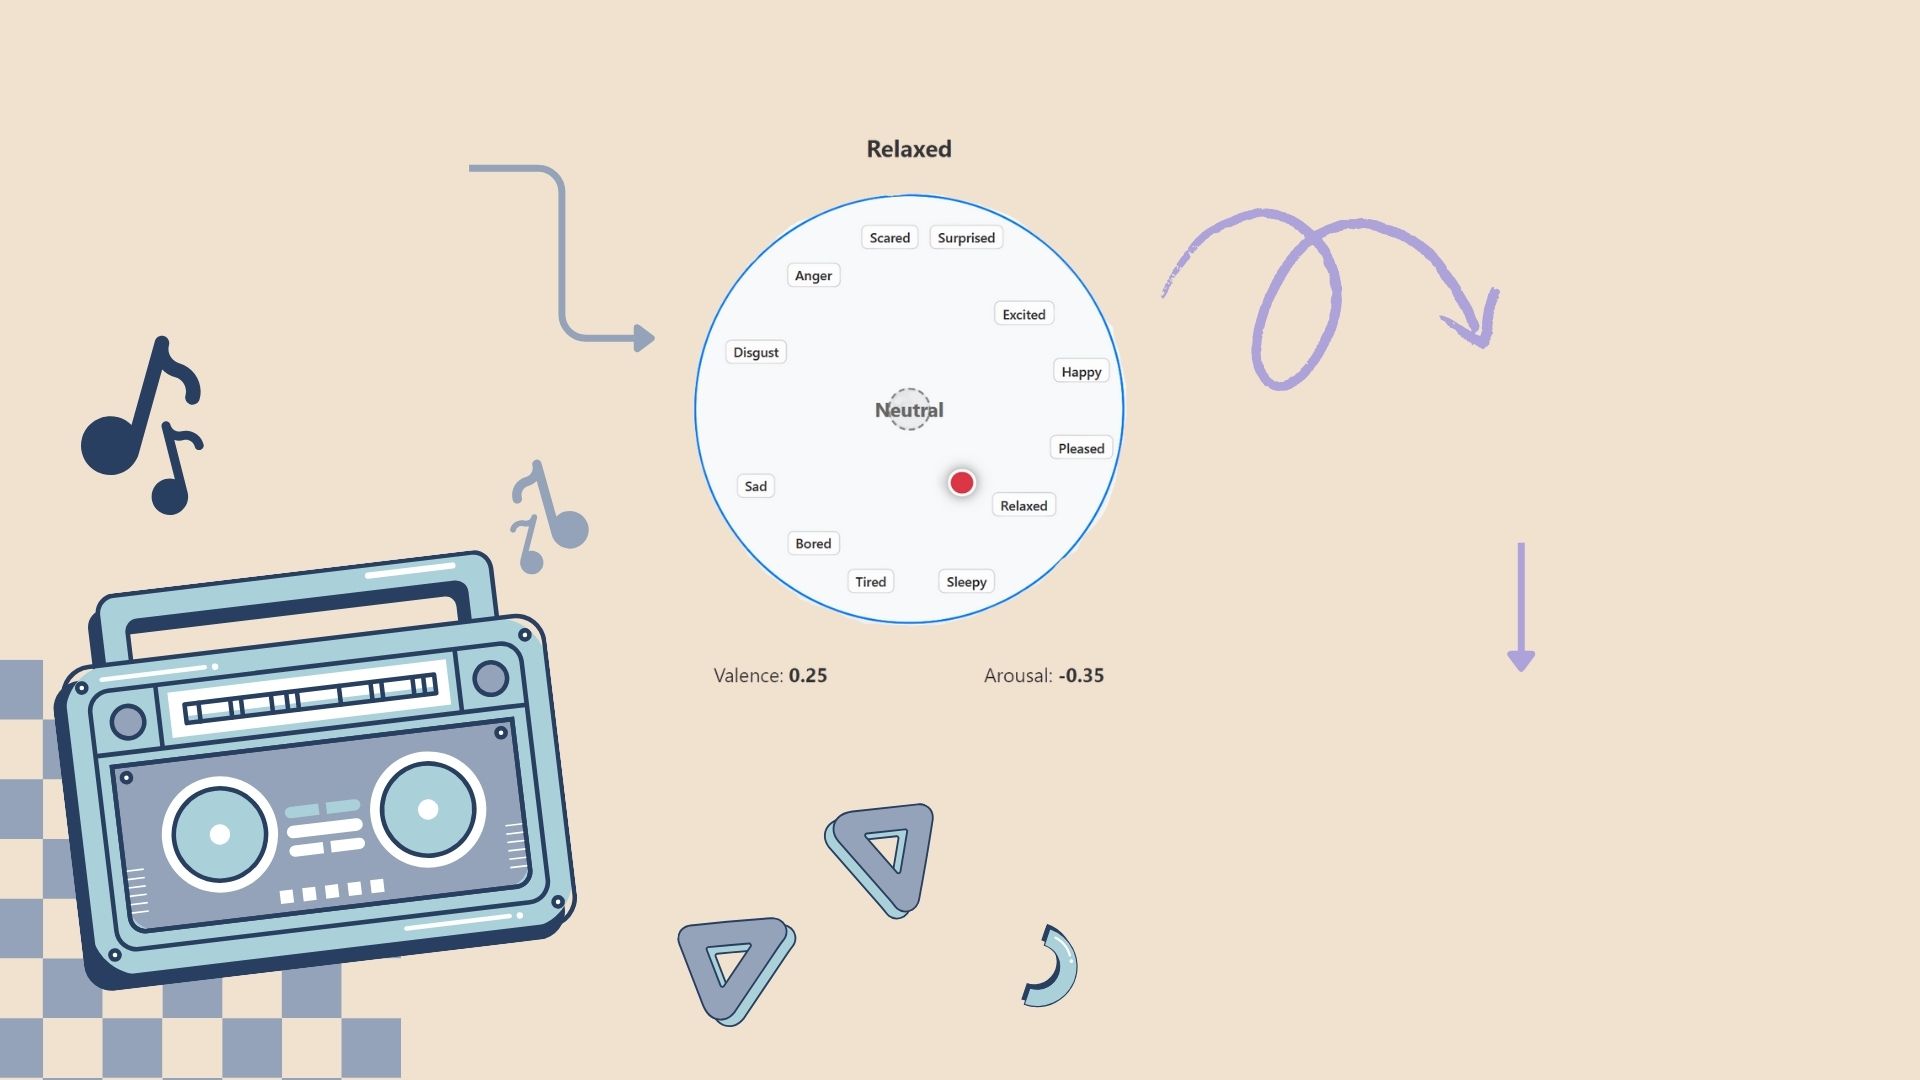 Relaxed
Scared Surprised
Anger
Excited
Disgust
Happy
Neutral
Pleased
Sad
Relaxed
Bored
Tired Sleepy
Valence: 0.25 Arousal: -0.35